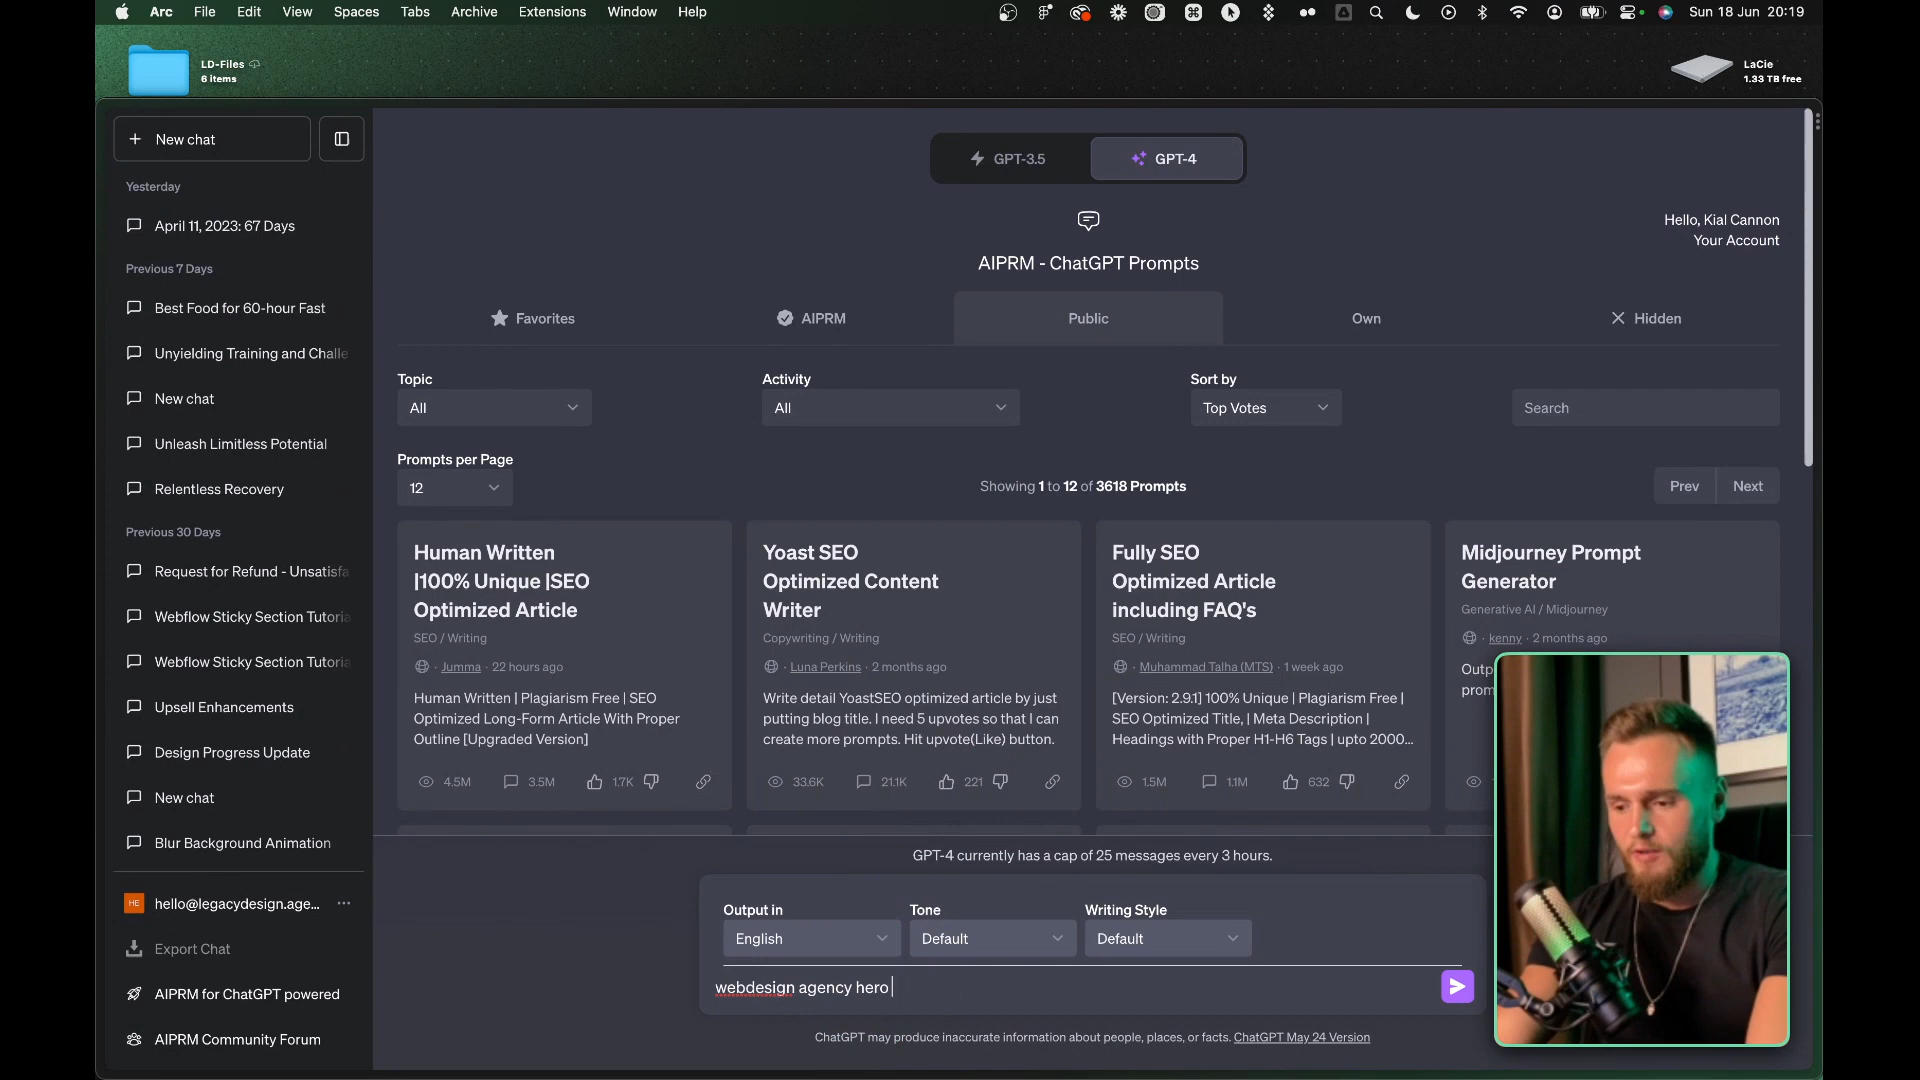 Arc File Edit View Spaces Tabs Archive Extensions Window Help Sun 18 Jun 20:19
LD-Files
6 items
LaCie
1.33 TB free
New chat
Yesterday
April 11, 2023: 67 Days
Previous 7 Days
Best Food for 60-hour Fast
Unyielding Training and Challe
New chat
Unleash Limitless Potential
Relentless Recovery
Previous 30 Days
Request for Refund - Unsatisfa
Webflow Sticky Section Tutoria
Webflow Sticky Section Tutoria
Upsell Enhancements
Design Progress Update
New chat
Blur Background Animation
HE hello@legacydesign.age... ...
Export Chat
AIPRM for ChatGPT powered
AIPRM Community Forum
GPT-3.5 GPT-4
Hello, Kial Cannon
Your Account
AIPRM - ChatGPT Prompts
Favorites AIPRM Public Own Hidden
Topic Activity Sort by
All All Top Votes Search
Prompts per Page
12 Showing 1 to 12 of 3618 Prompts Prev Next
Human Written
|100% Unique |SEO
Optimized Article
SEO / Writing
· Jumma · 22 hours ago
Human Written | Plagiarism Free | SEO
Optimized Long-Form Article With Proper
Outline [Upgraded Version]
4.5M 3.5M 1.7K
Yoast SEO
Optimized Content
Writer
Copywriting / Writing
· Luna Perkins · 2 months ago
Write detail YoastSEO optimized article by just
putting blog title. I need 5 upvotes so that I can
create more prompts. Hit upvote(Like) button.
33.6K 21.1K 221
Fully SEO
Optimized Article
including FAQ's
SEO / Writing
· Muhammad Talha (MTS) · 1 week ago
[Version: 2.9.1] 100% Unique | Plagiarism Free |
SEO Optimized Title, | Meta Description |
Headings with Proper H1-H6 Tags | upto 2000...
1.5M 1.1M 632
Midjourney Prompt
Generator
Generative AI / Midjourney
· kenny · 2 months ago
Outp
prom
GPT-4 currently has a cap of 25 messages every 3 hours.
Output in Tone Writing Style
English Default Default
webdesign agency hero
ChatGPT may produce inaccurate information about people, places, or facts. ChatGPT May 24 Version